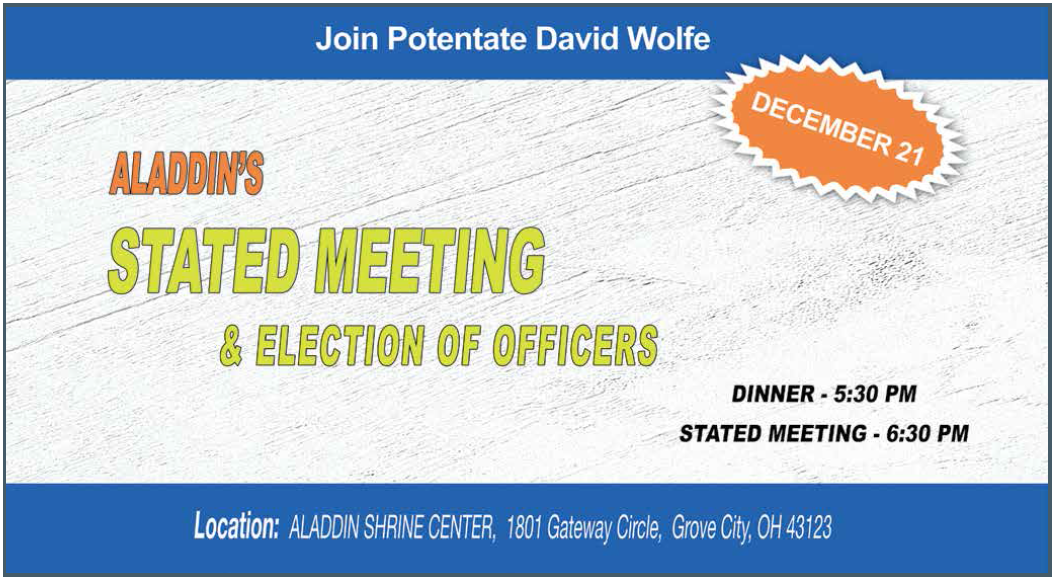 Join Potentate David Wolfe
DECEMBER 21
ALADDIN'S
STATED MEETING
& ELECTION OF OFFICERS
DINNER - 5:30 PM
STATED MEETING - 6:30 PM
Location: ALADDIN SHRINE CENTER, 1801 Gateway Circle, Grove City, OH 43123